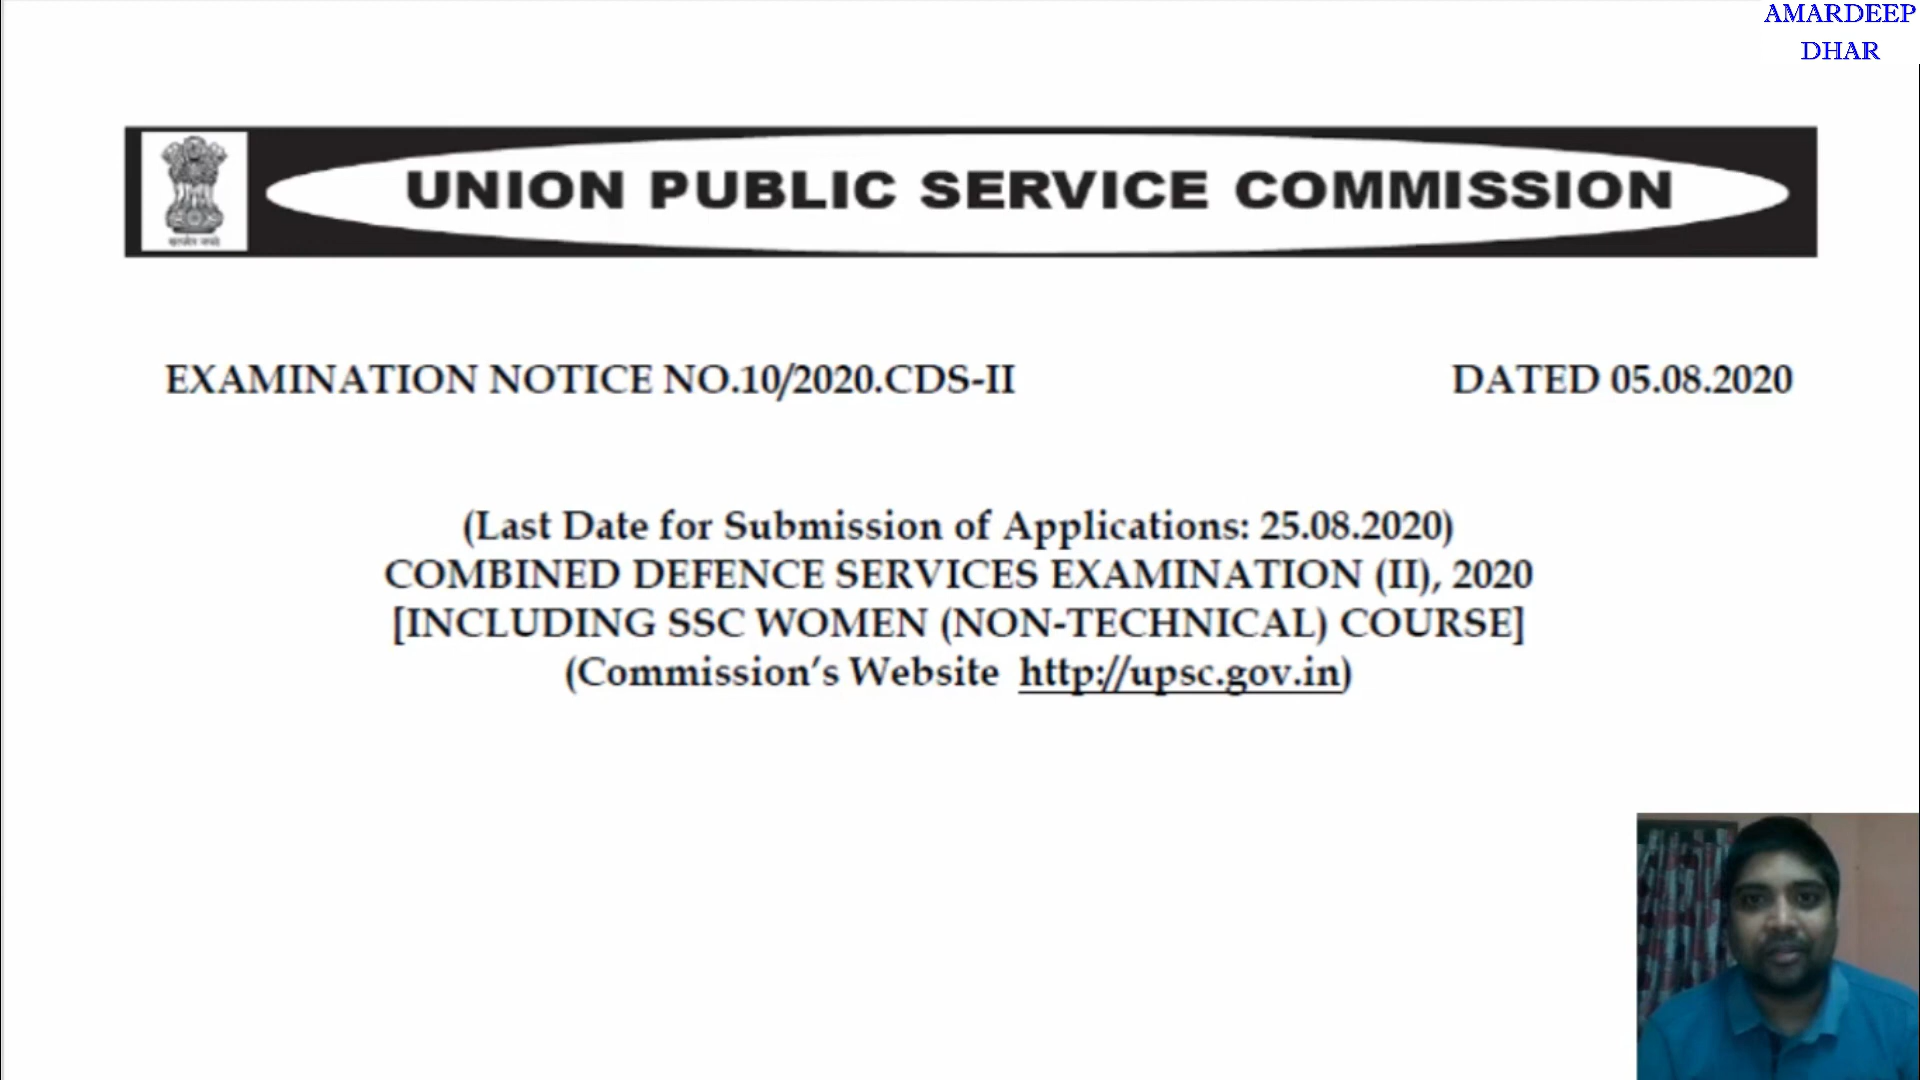 AMARDEEP
DHAR
UNION PUBLIC SERVICE COMMISSION
EXAMINATION NOTICE NO.10/2020.CDS-II DATED 05.08.2020
(Last Date for Submission of Applications: 25.08.2020)
COMBINED DEFENCE SERVICES EXAMINATION (II), 2020
[INCLUDING SSC WOMEN (NON-TECHNICAL) COURSE]
(Commission's Website http://upsc.gov.in)